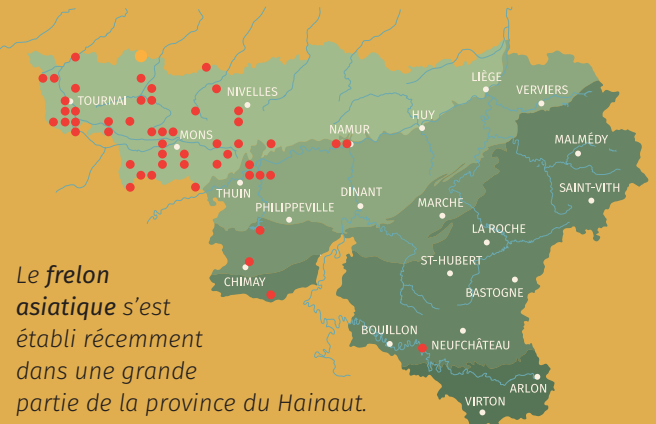 LIÈGE
VERVIERS
NIVELLES
TOURNAI
HUY
NAMUR
MONS
MALMÉDY
SAINT-VITH
THUIN
DINANT
MARCHE
PHILIPPEVILLE
LA ROCHE
ST-HUBERT
CHIMAY
BASTOGNE
BOUILLON
NEUFCHÂTEAU
ARLON
VIRTON
Le frelon
asiatique s’est
établi récemment
dans une grande
partie de la province du Hainaut.